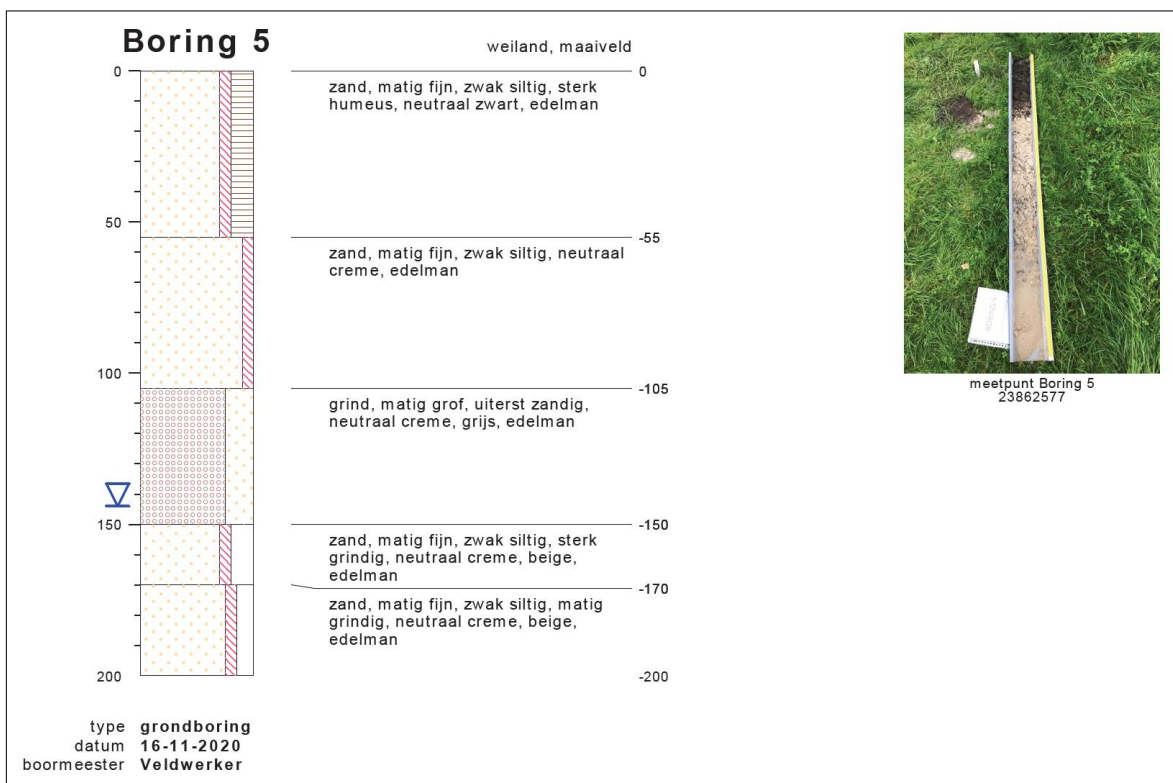 Boring 5
weiland, maaiveld
0
0
zand, matig fijn, zwak siltig, sterk
humeus, neutraal zwart, edelman
50
-55
zand, matig fijn, zwak siltig, neutraal
creme, edelman
100
-105
grind, matig grof, uiterst zandig,
neutraal creme, grijs, edelman
150
-150
zand, matig fijn, zwak siltig, sterk
grindig, neutraal creme, beige,
edelman
-170
zand, matig fijn, zwak siltig, matig
grindig, neutraal creme, beige,
edelman
200
-200
type grondboring
datum 16-11-2020
boormeester Veldwerker
meetpunt Boring 5
23862577